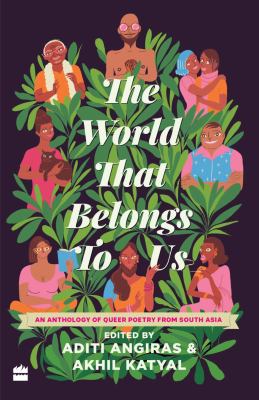 The
World
That
Belongs
To Us
AN ANTHOLOGY OF QUEER POETRY FROM SOUTH ASIA
EDITED BY
ADITI ANGIRAS &
AKHIL KATYAL